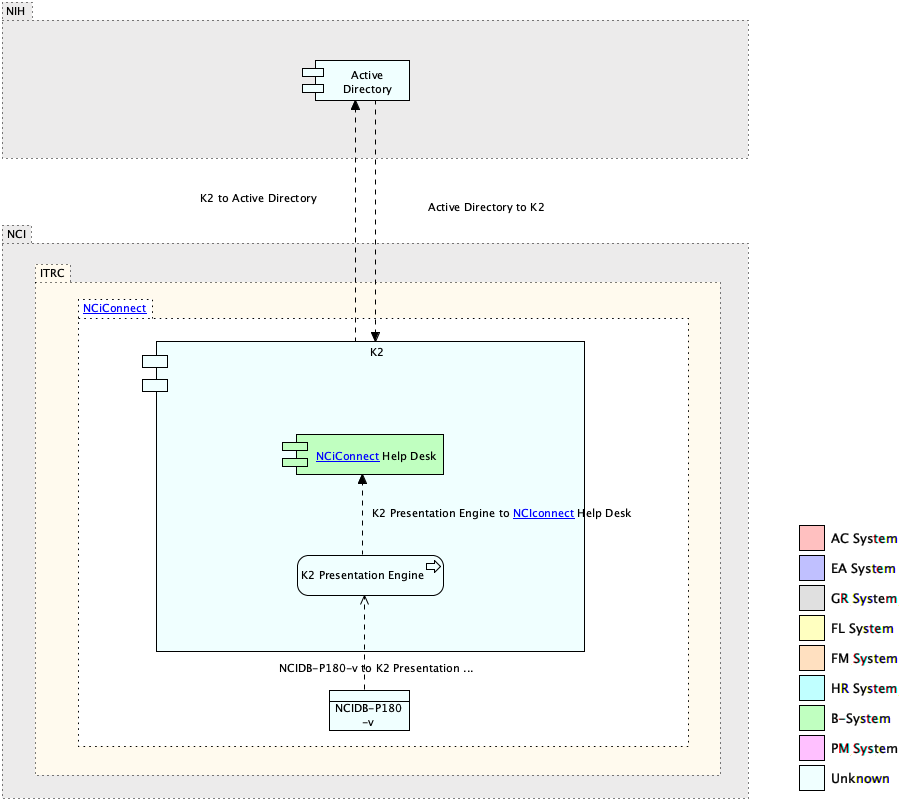 NIH
Active
Directory
K2 to Active Directory
Active Directory to K2
NCI
ITRC
NCiConnect
K2
NCiConnect Help Desk
K2 Presentation Engine to NCIconnect Help Desk
K2 Presentation Engine
NCIDB-P180-v to K2 Presentation ...
NCIDB-P180
-v
AC System
EA System
GR System
FL System
FM System
HR System
B-System
PM System
Unknown